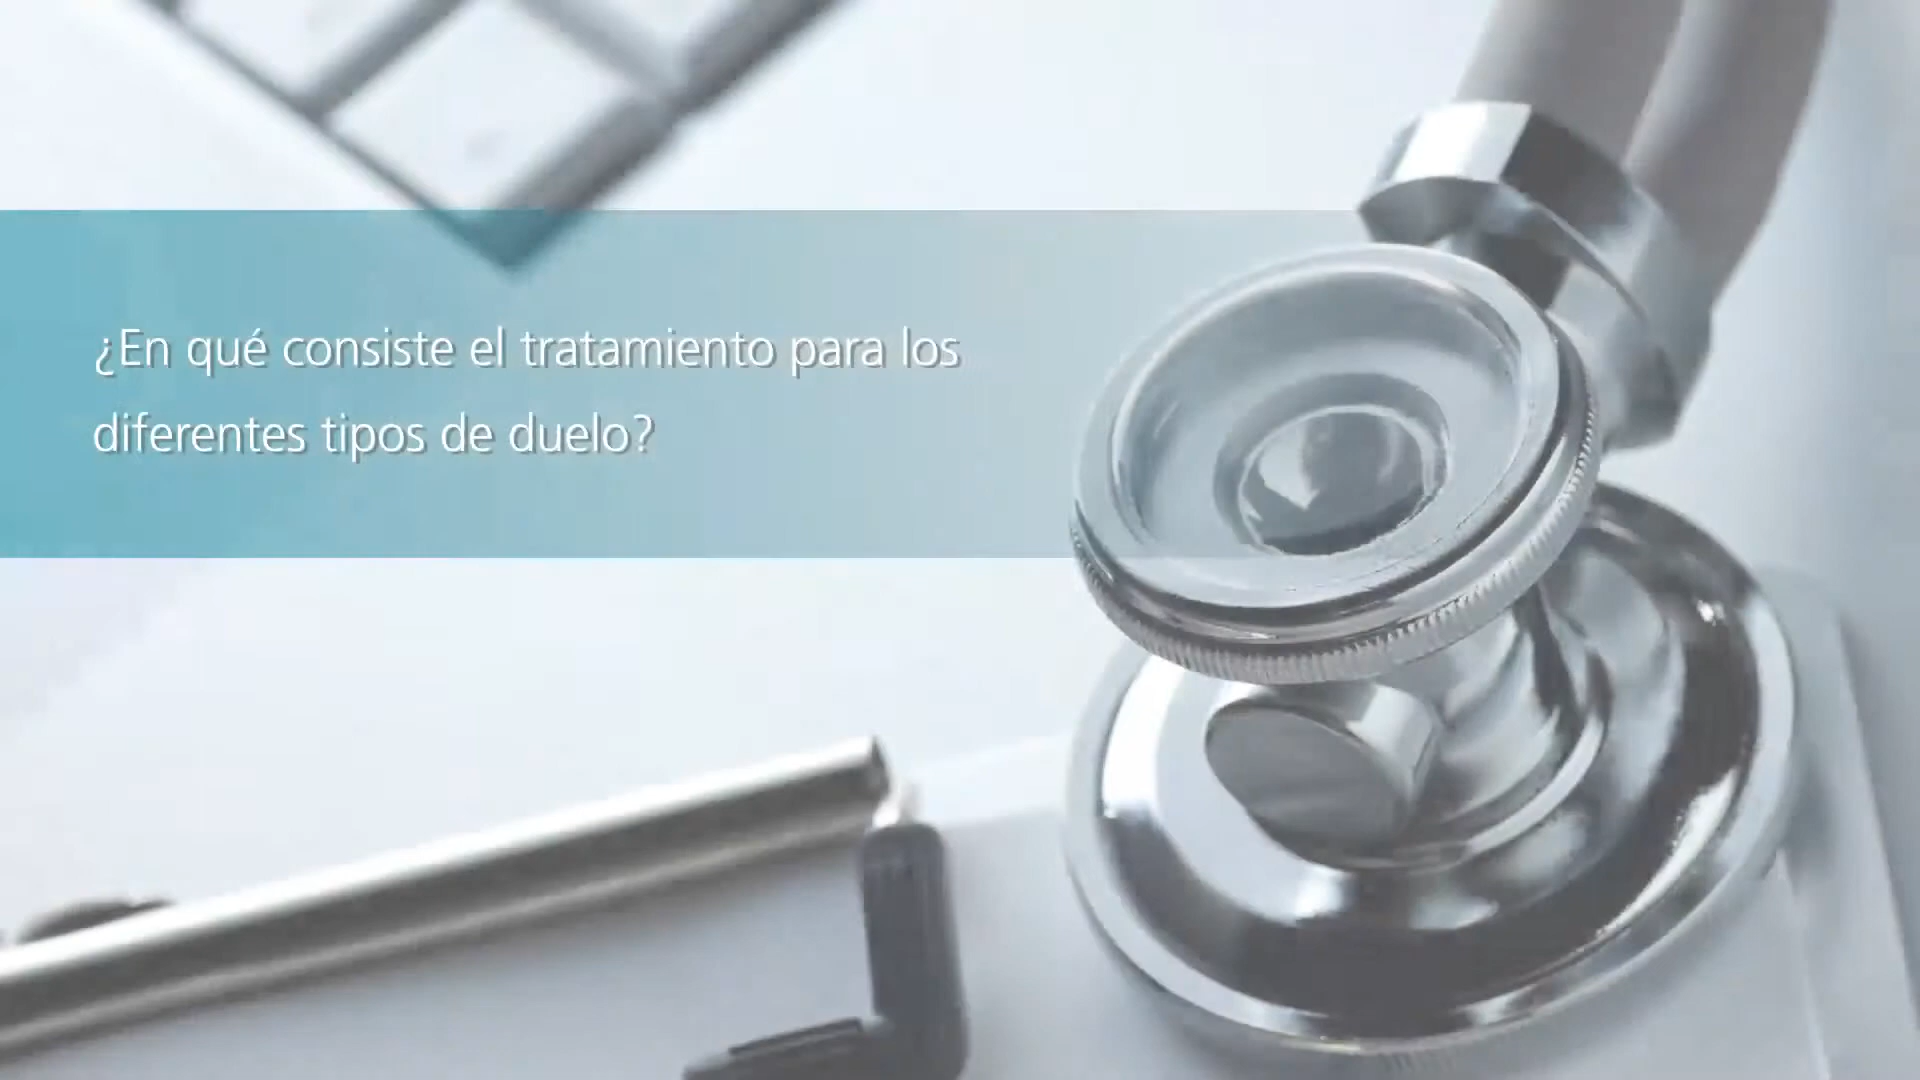 ¿En qué consiste el tratamiento para los
diferentes tipos de duelo?